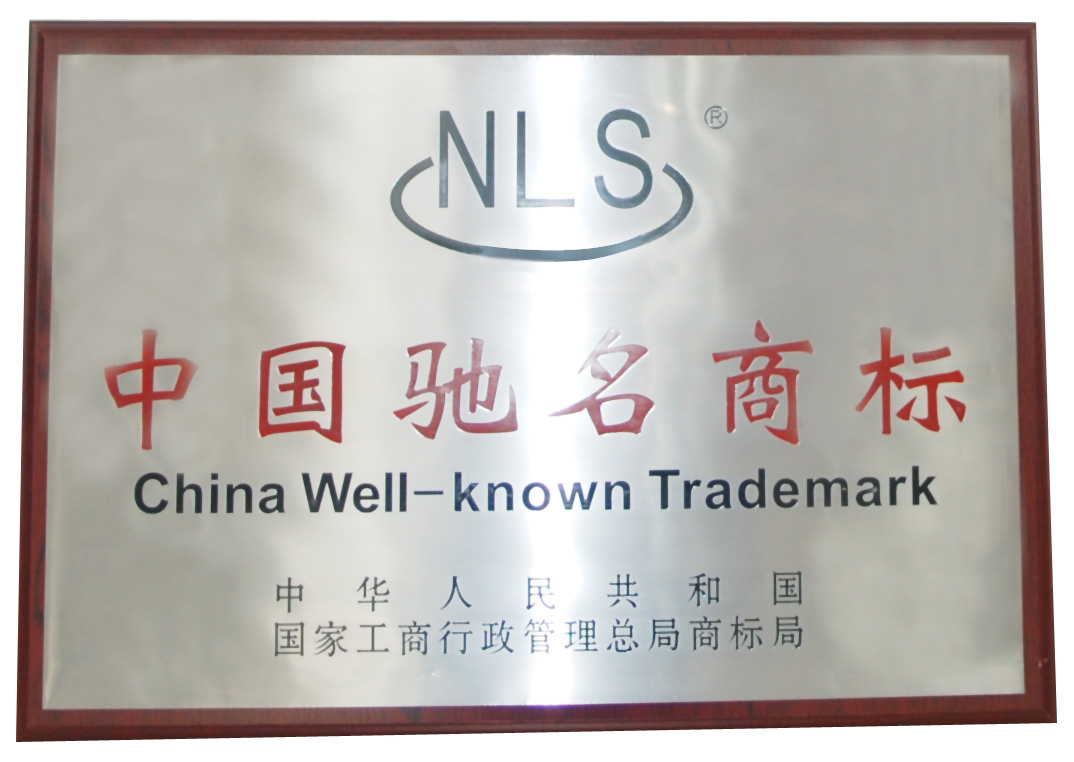 NLS ®
中国驰名商标
China Well-known Trademark
中华人民共和国
国家工商行政管理总局商标局